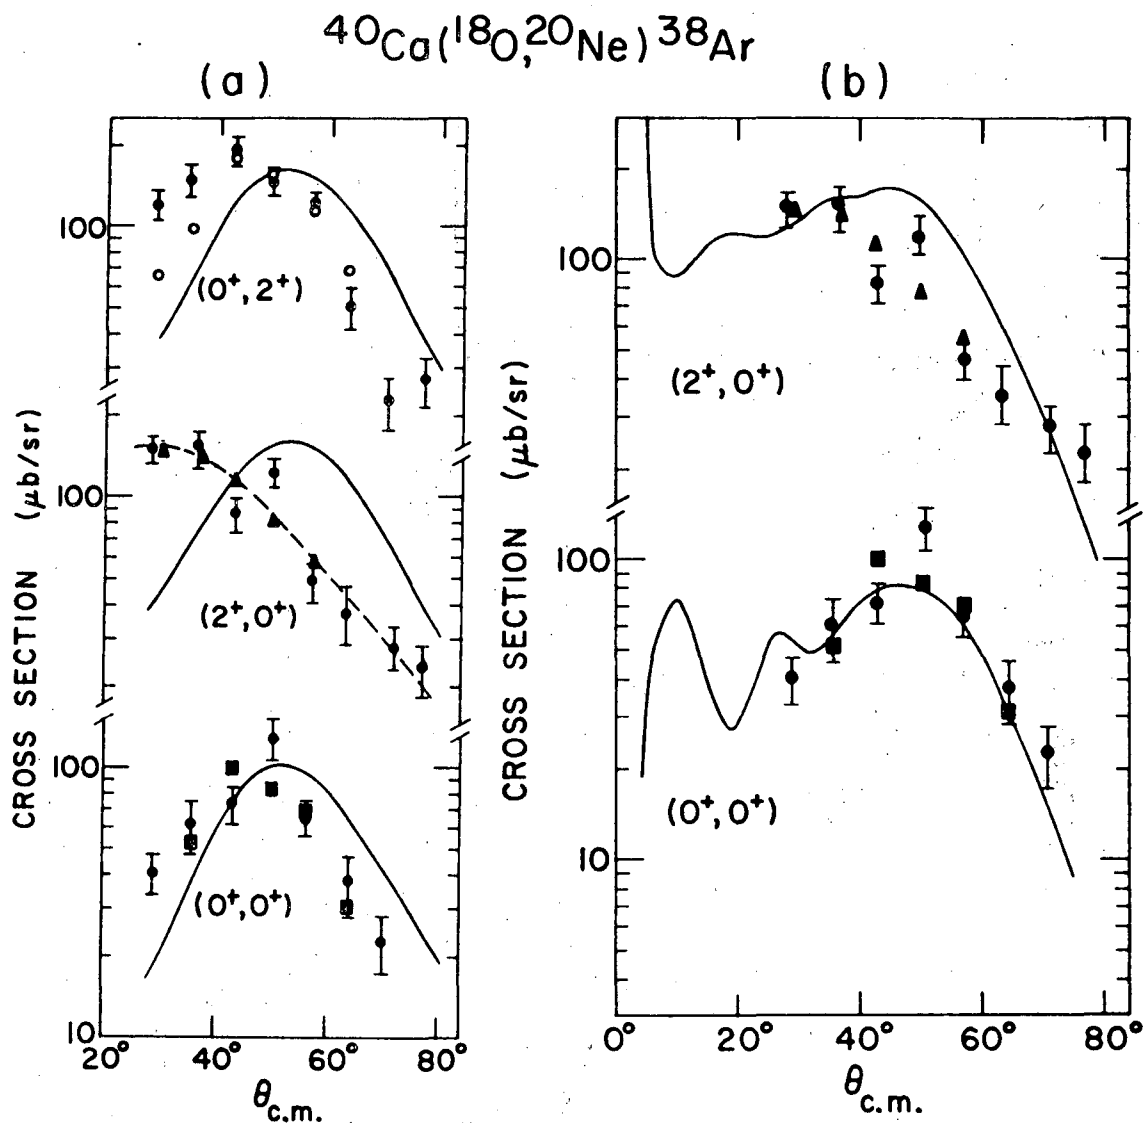 ⁴⁰Ca(¹⁸O,²⁰Ne)³⁸Ar
(a)
(b)
CROSS SECTION (μb/sr)
100
(0⁺,2⁺)
100
(2⁺,0⁺)
100
(0⁺,0⁺)
10
20° 40° 60° 80°
θc.m.
CROSS SECTION (μb/sr)
100
(2⁺,0⁺)
100
(0⁺,0⁺)
10
0° 20° 40° 60° 80°
θc.m.